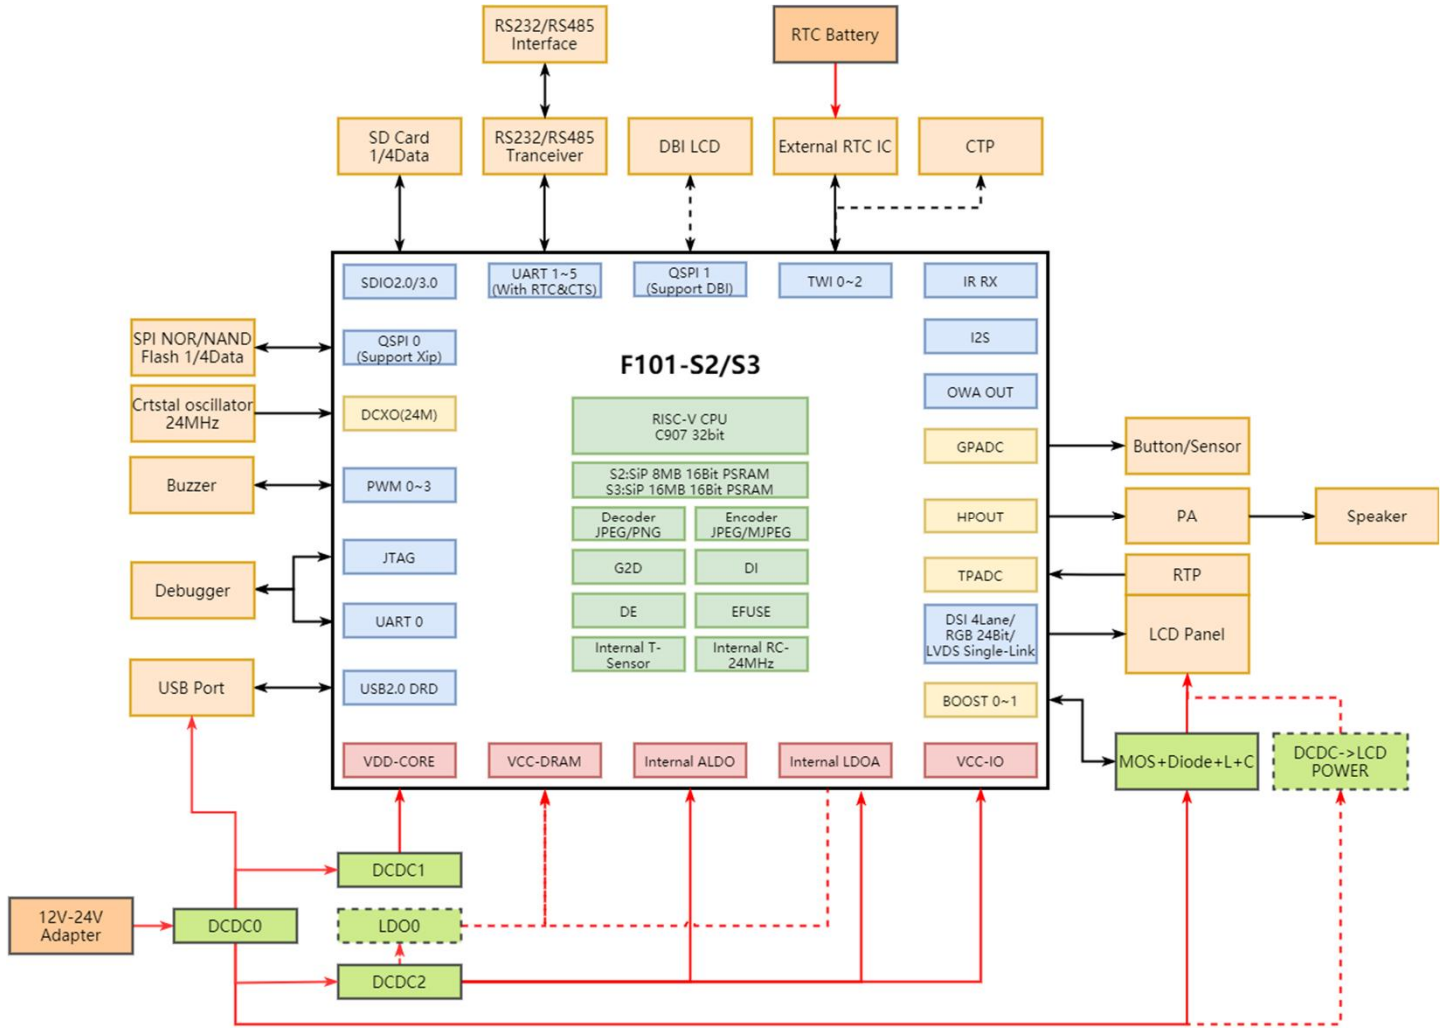 RS232/RS485
Interface
RTC Battery
SD Card
1/4Data
RS232/RS485
Tranceiver
DBI LCD
External RTC IC
CTP
SDIO2.0/3.0
UART 1~5
(With RTC&CTS)
QSPI 1
(Support DBI)
TWI 0~2
IR RX
SPI NOR/NAND
Flash 1/4Data
QSPI 0
(Support Xip)
I2S
F101-S2/S3
Crtstal oscillator
24MHz
DCXO(24M)
RISC-V CPU
C907 32bit
OWA OUT
GPADC
Button/Sensor
Buzzer
PWM 0~3
S2:SiP 8MB 16Bit PSRAM
S3:SiP 16MB 16Bit PSRAM
Decoder
JPEG/PNG
Encoder
JPEG/MJPEG
HPOUT
PA
Speaker
JTAG
G2D
DI
TPADC
RTP
Debugger
UART 0
DE
EFUSE
DSI 4Lane/
RGB 24Bit/
LVDS Single-Link
LCD Panel
Internal T-
Sensor
Internal RC-
24MHz
USB Port
USB2.0 DRD
BOOST 0~1
VDD-CORE
VCC-DRAM
Internal ALDO
Internal LDOA
VCC-IO
MOS+Diode+L+C
DCDC->LCD
POWER
DCDC1
12V-24V
Adapter
DCDC0
LDO0
DCDC2